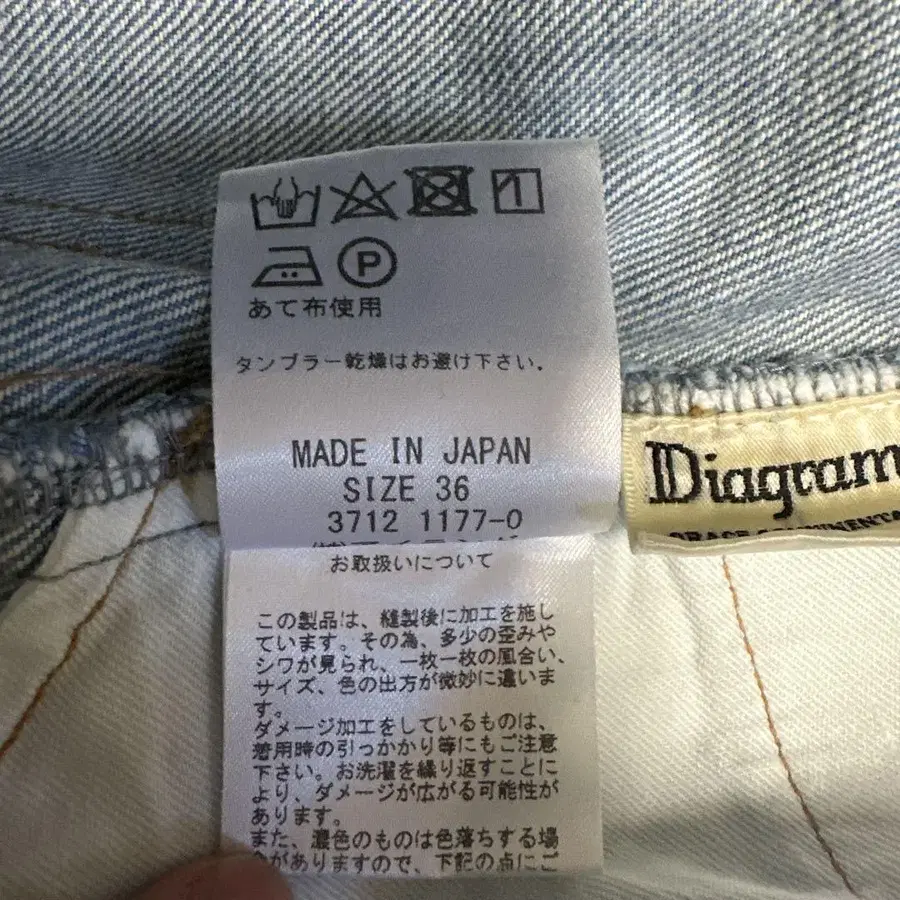 P
あて布使用
タンブラー乾燥はお避け下さい。
MADE IN JAPAN
SIZE 36
3712 1177-0
お取扱いについて
この製品は、縫製後に加工を施し
ています。その為、多少の歪みや
シワが見られ、一枚一枚の風合い、
サイズ、色の出方が微妙に違いま
す。
ダメージ加工をしているものは、
着用時の引っかかり等にもご注意
下さい。お洗濯を繰り返すことに
より、ダメージが広がる可能性が
あります。
また、濃色のものは色落ちする場
合がありますので、下記の点にご
Diagram